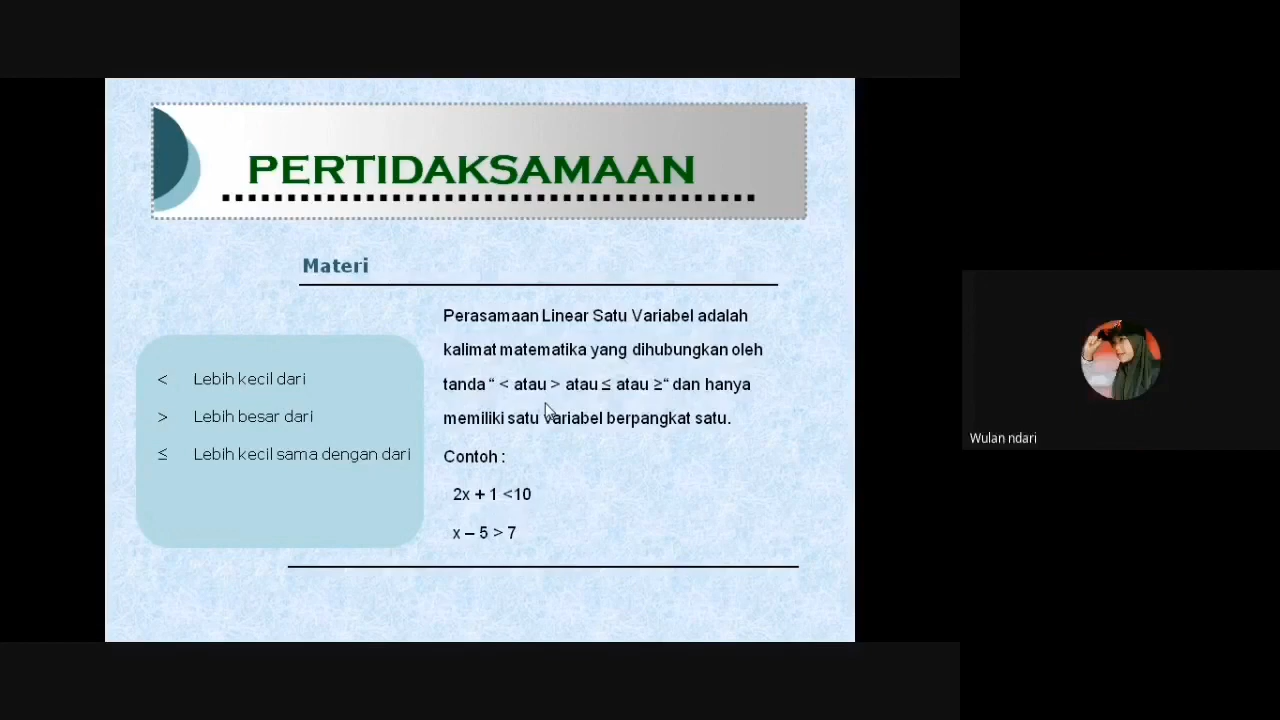 PERTIDAKSAMAAN
Materi
< Lebih kecil dari
> Lebih besar dari
≤ Lebih kecil sama dengan dari
Perasamaan Linear Satu Variabel adalah
kalimat matematika yang dihubungkan oleh
tanda “ < atau > atau ≤ atau ≥“ dan hanya
memiliki satu variabel berpangkat satu.
Contoh :
2x + 1 <10
x – 5 > 7
Wulan ndari